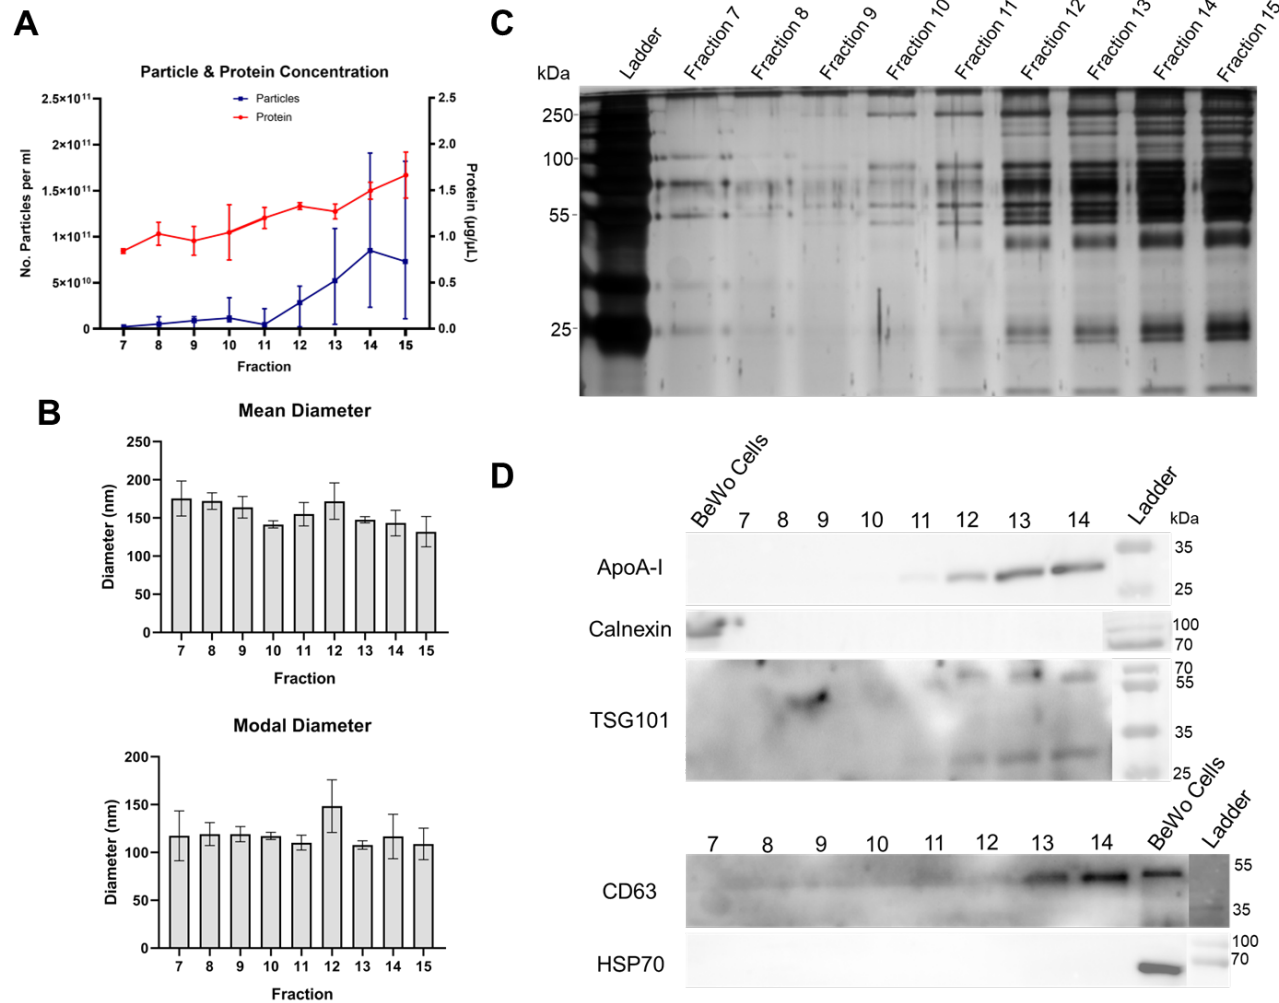 A
Particle & Protein Concentration
Particles
Protein
No. Particles per ml
2.5×10¹¹
2×10¹¹
1.5×10¹¹
1×10¹¹
5×10¹⁰
0
2.5
2.0
1.5
1.0
0.5
0.0
Protein (µg/µL)
7 8 9 10 11 12 13 14 15
Fraction
B
Mean Diameter
Diameter (nm)
250
200
150
100
50
0
7 8 9 10 11 12 13 14 15
Fraction
Modal Diameter
Diameter (nm)
200
150
100
50
0
7 8 9 10 11 12 13 14 15
Fraction
C
kDa
Ladder
Fraction 7
Fraction 8
Fraction 9
Fraction 10
Fraction 11
Fraction 12
Fraction 13
Fraction 14
Fraction 15
250
100
55
25
D
BeWo Cells
7 8 9 10 11 12 13 14
Ladder
kDa
ApoA-I
35
25
Calnexin
100
70
TSG101
70
55
35
25
7 8 9 10 11 12 13 14
BeWo Cells
Ladder
CD63
55
35
HSP70
100
70